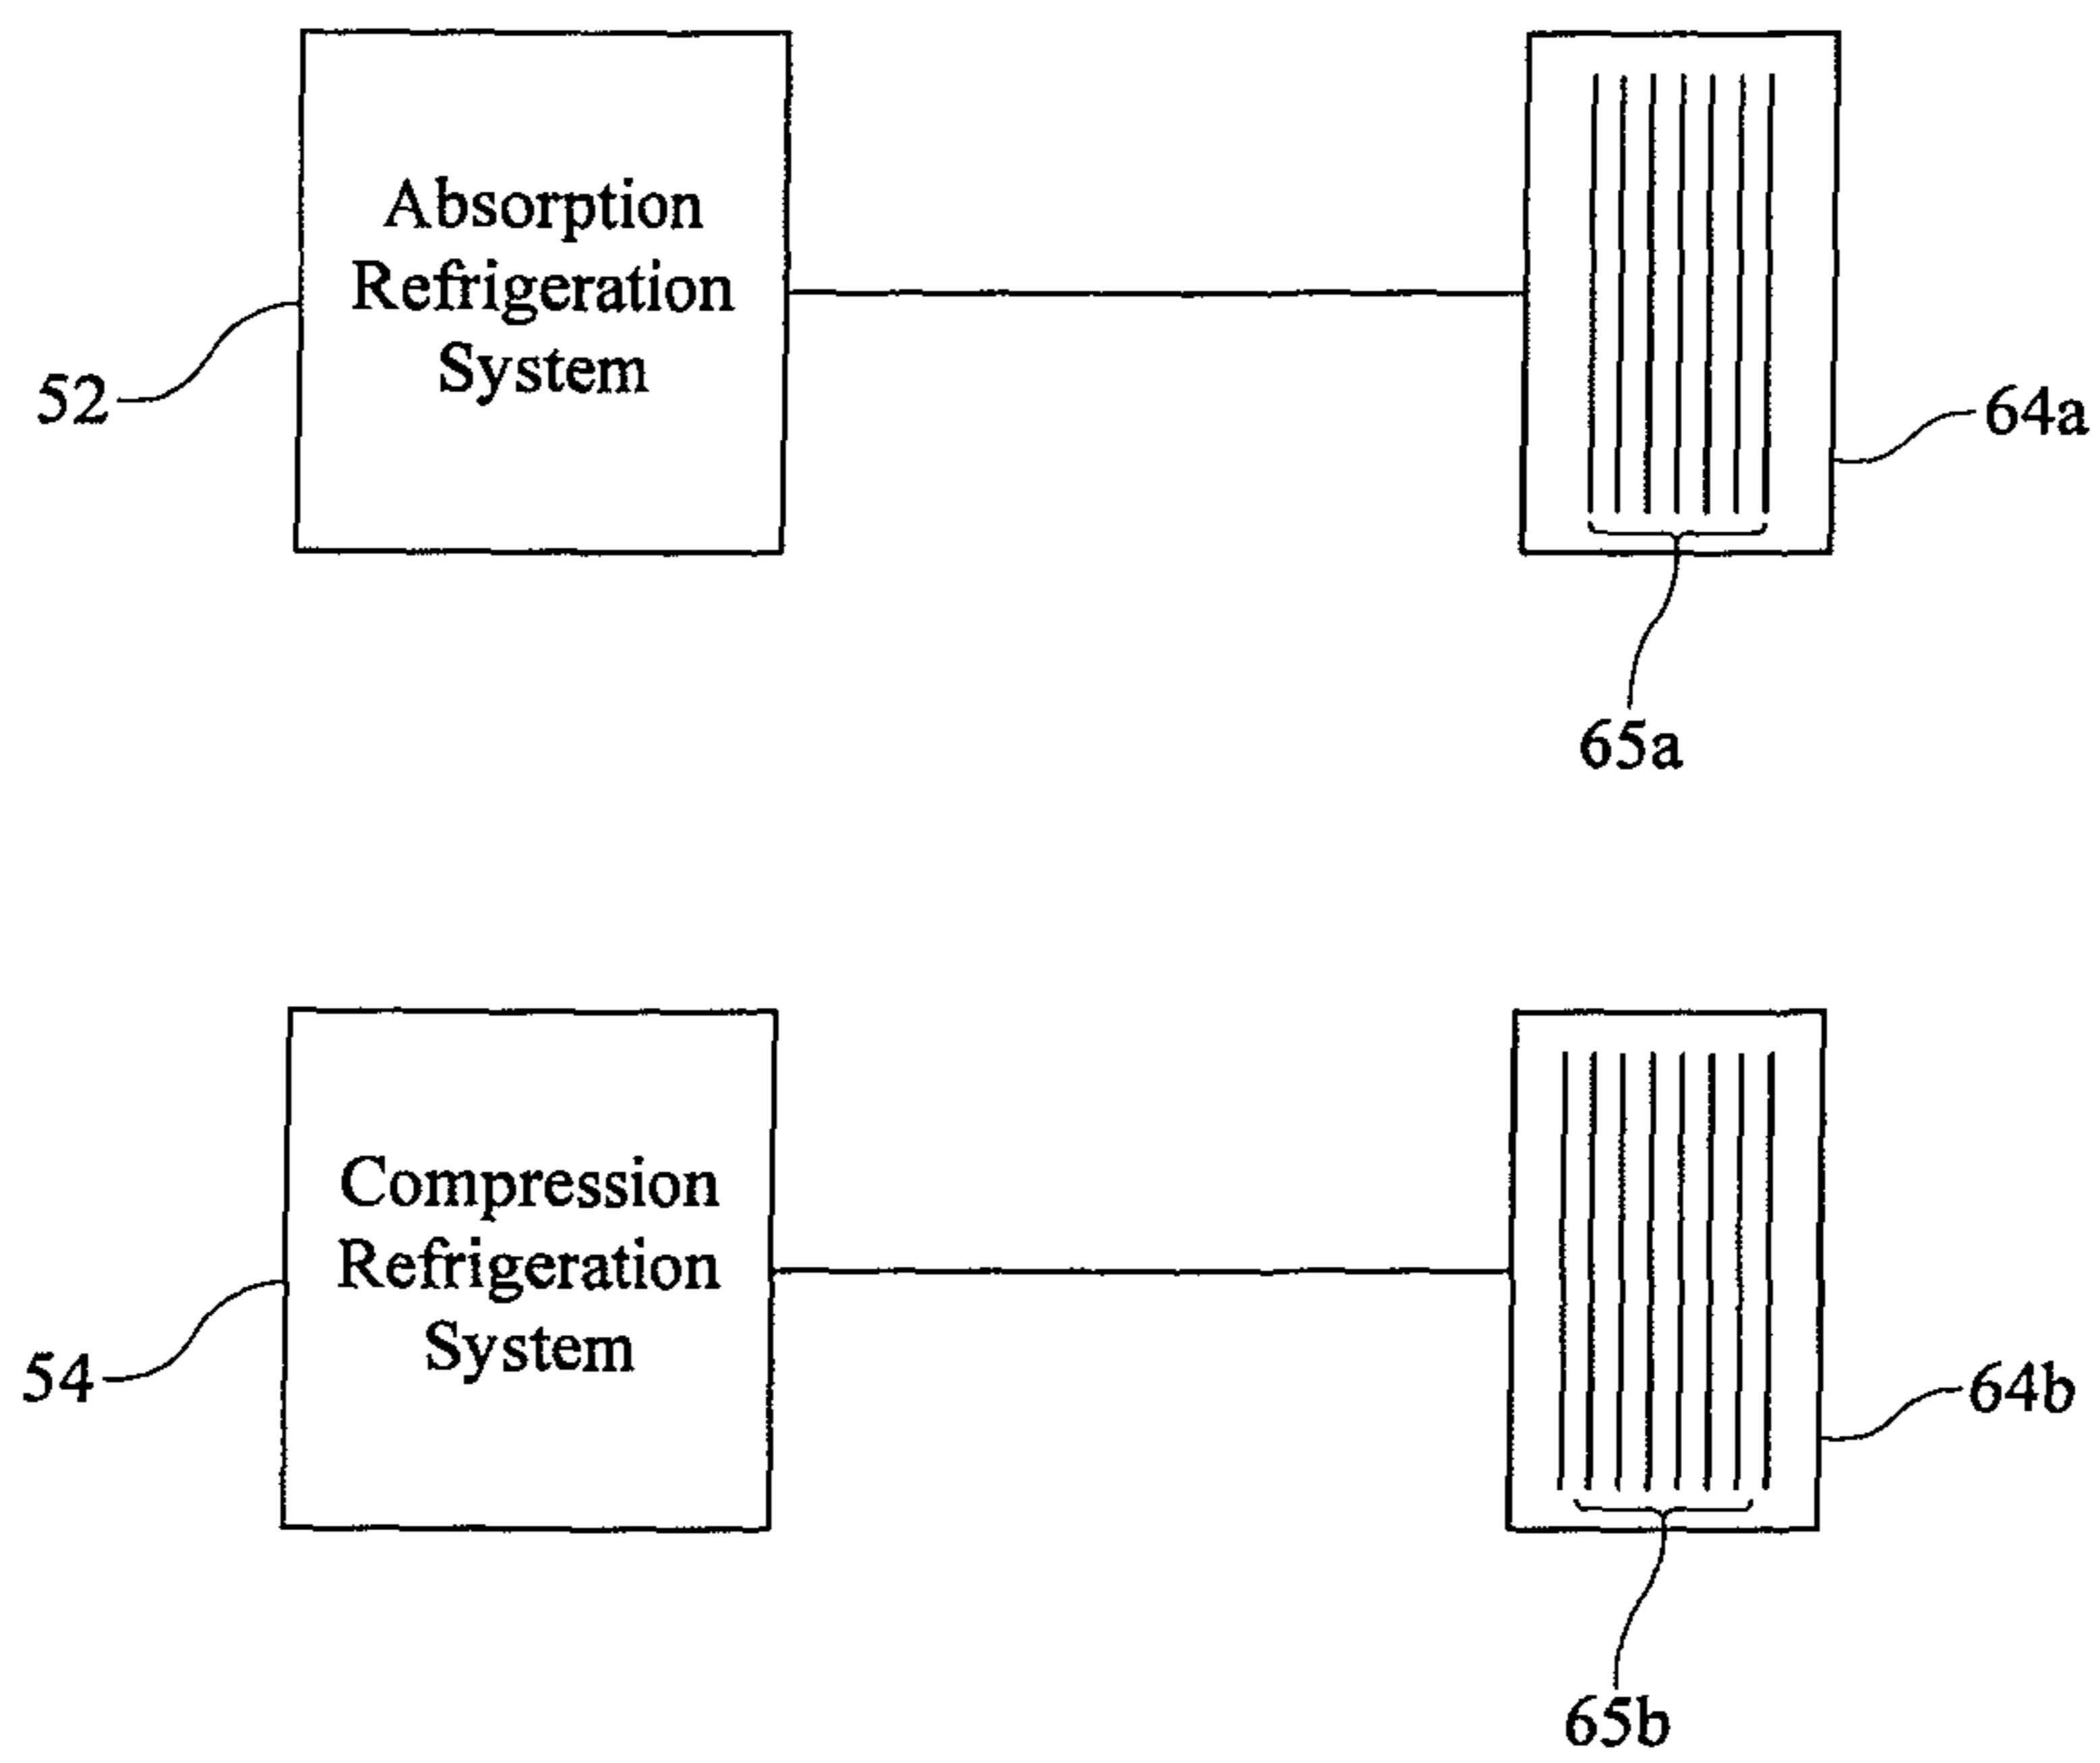 Absorption
Refrigeration
System
52
64a
65a
Compression
Refrigeration
System
54
64b
65b